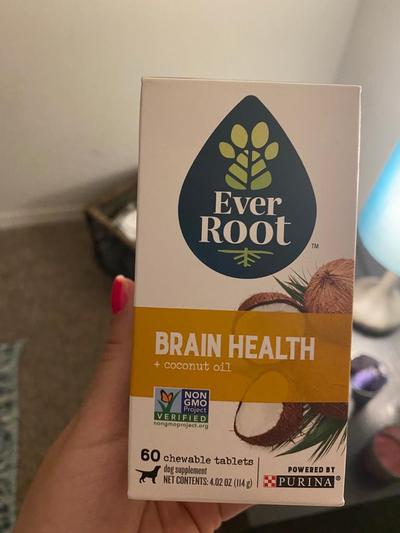 Ever
ROOT
TM
BRAIN HEALTH
+ coconut oil
NON
GMO
Project
VERIFIED
nongmoproject.org
60 chewable tablets
dog supplement
NET CONTENTS: 4.02 OZ (114 g)
POWERED BY
PURINA®